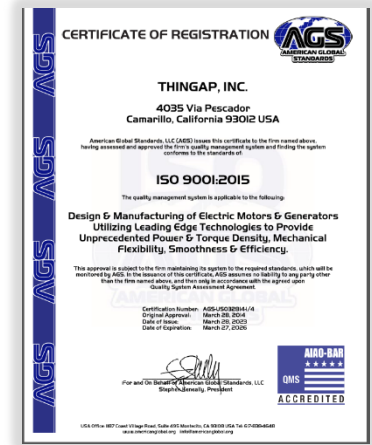 CERTIFICATE OF REGISTRATION
AGS
AMERICAN GLOBAL
STANDARDS
THINGAP, INC.
4035 Via Pescador
Camarillo, California 93012 USA
American Global Standards, LLC (AGS) issues this certificate to the firm named above,
having assessed and approved the firm's quality management system and finding the system
conforms to the standards of:
ISO 9001:2015
The quality management system is applicable to the following:
Design & Manufacturing of Electric Motors & Generators
Utilizing Leading Edge Technologies to Provide
Unprecedented Power & Torque Density, Mechanical
Flexibility, Smoothness & Efficiency.
This approval is subject to the firm maintaining its system to the required standards, which will be
monitored by AGS. In the issuance of this certificate, AGS assumes no liability to any party other
than the firm named above, and then only in accordance with the agreed upon
Quality System Assessment Agreement.
AMERICAN GLOBAL
Certification Number:
Original Approval: March 28, 2014
Date of Issue: March 28, 2023
Date of Expiration: March 27, 2026
For and On Behalf of American Global Standards, LLC
President
AIAO-BAR
QMS
ACCREDITED
AGS
AGS
AGS
AGS
AGS